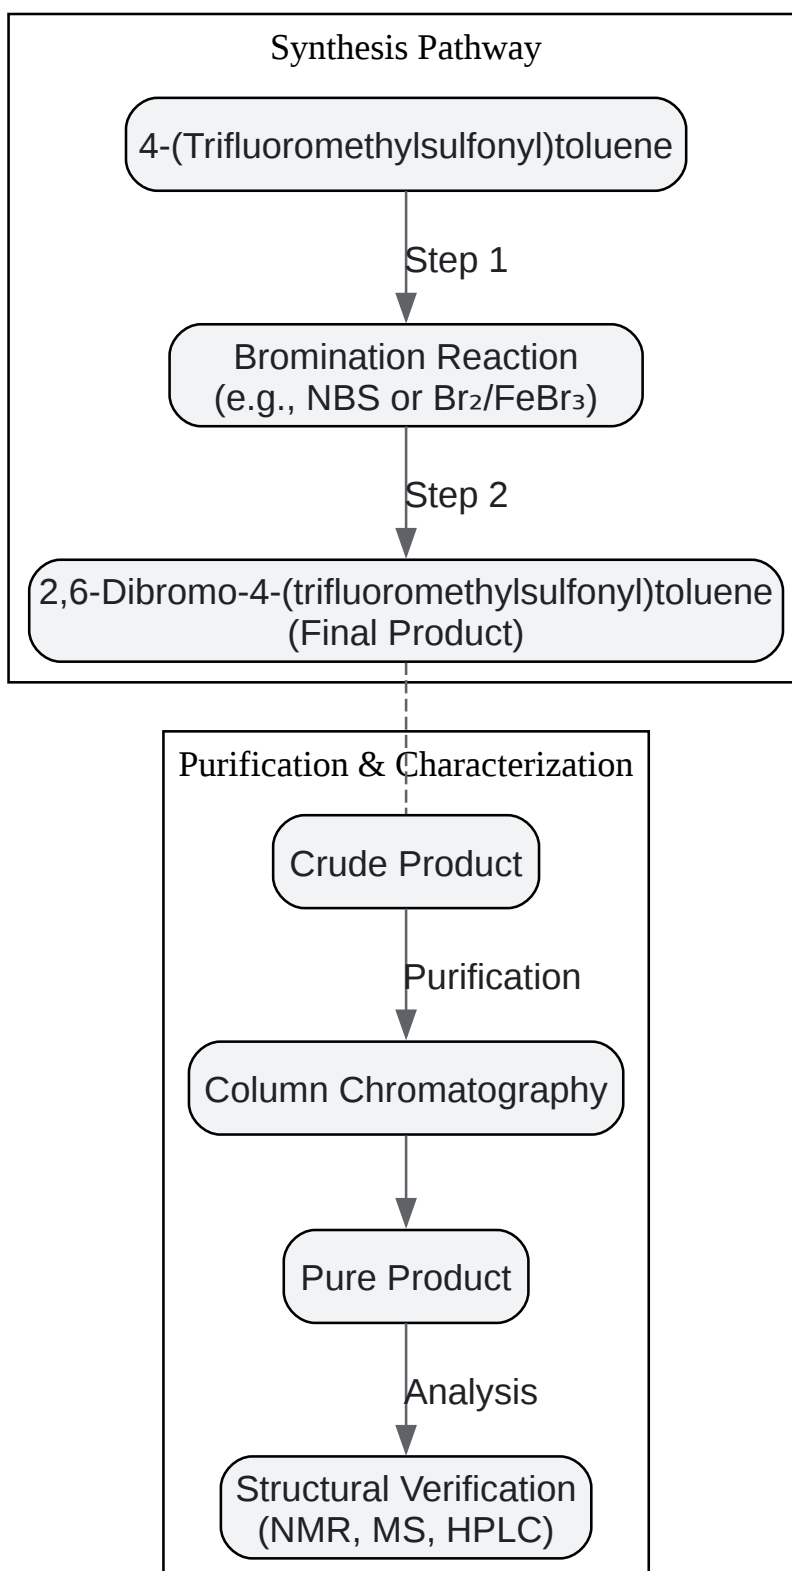 Synthesis Pathway
4-(Trifluoromethylsulfonyl)toluene
Step 1
Bromination Reaction
(e.g., NBS or Br₂/FeBr₃)
Step 2
2,6-Dibromo-4-(trifluoromethylsulfonyl)toluene
(Final Product)
Purification & Characterization
Crude Product
Purification
Column Chromatography
Pure Product
Analysis
Structural Verification
(NMR, MS, HPLC)